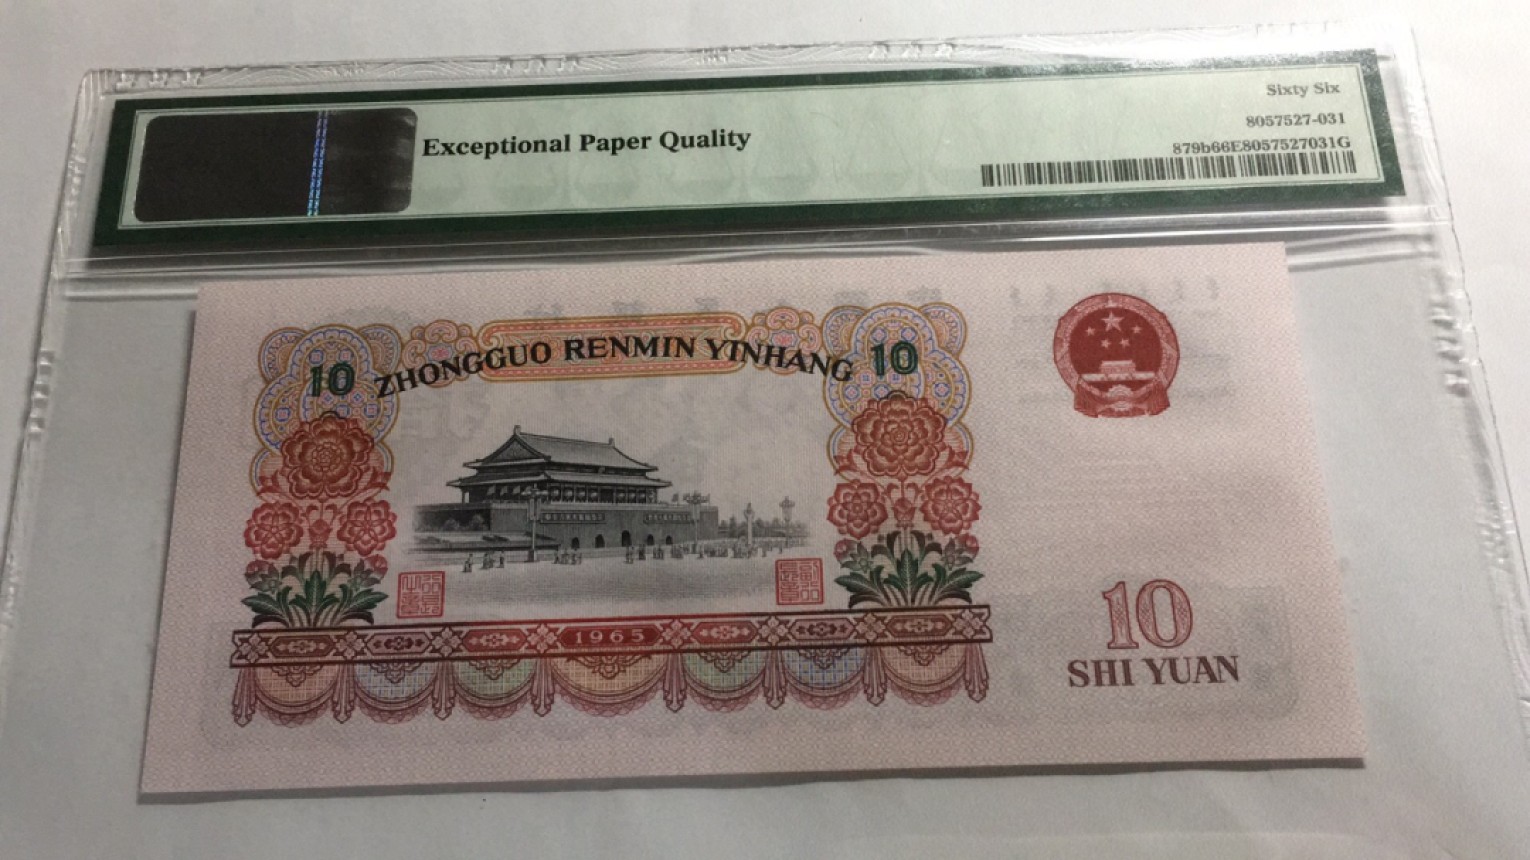 Sixty Six
8057527-031
Exceptional Paper Quality
879b66E8057527031G
ZHONGGUO RENMIN YINHANG
10
10
1965
10
SHI YUAN